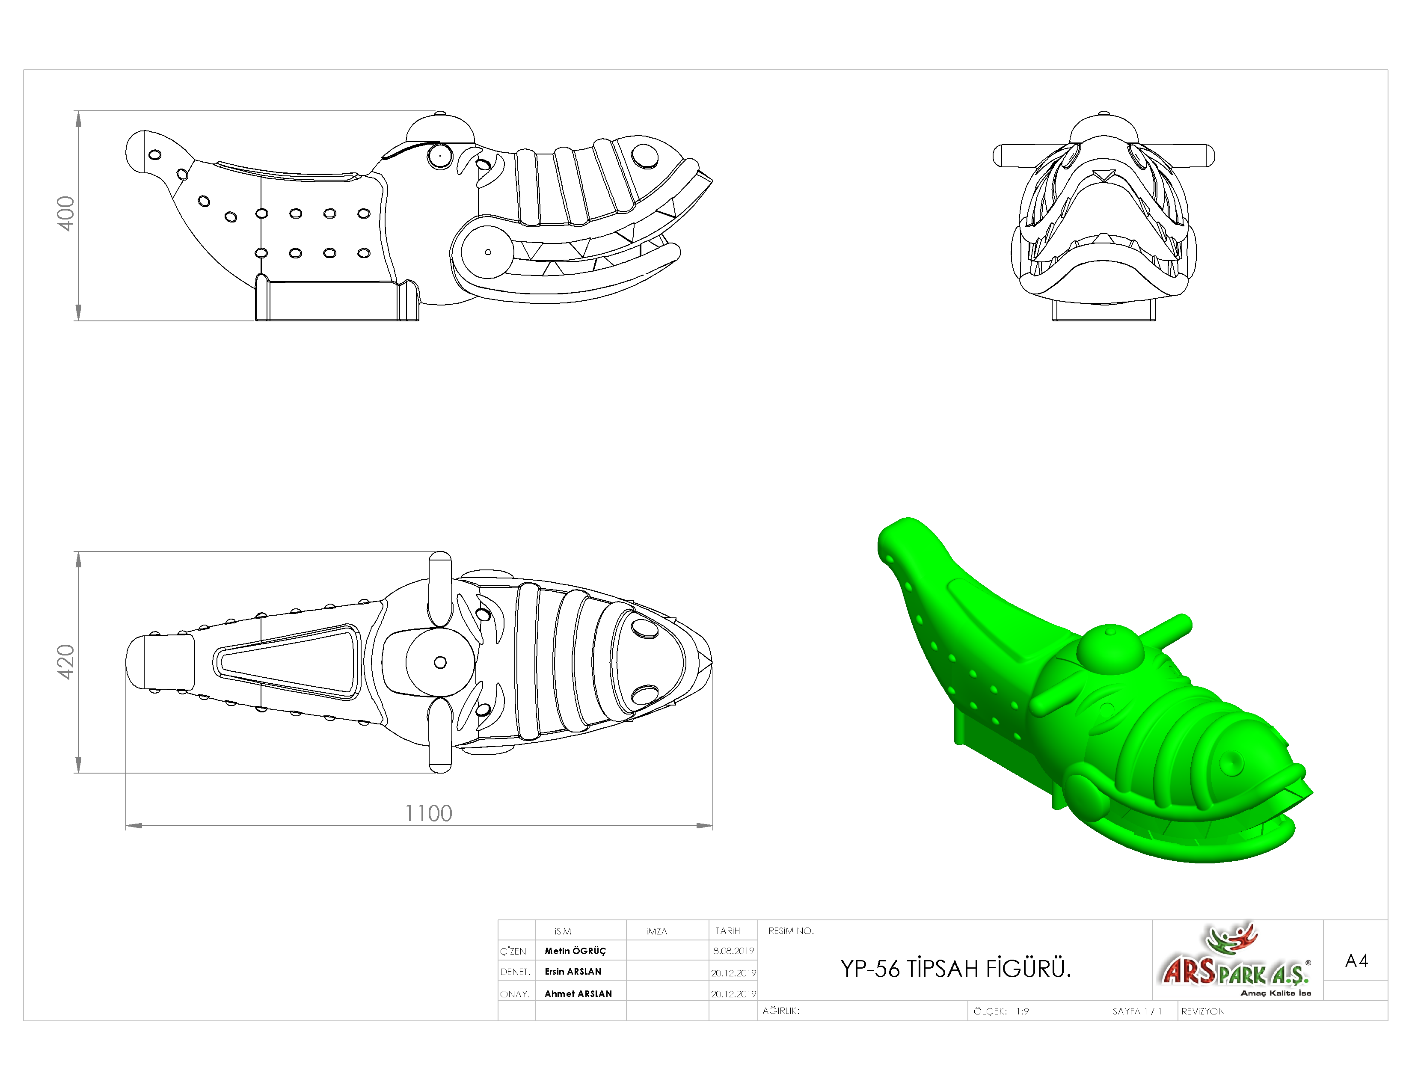 400
420
1100
İSİM
İMZA
TARİH
RESİM NO.
ÇİZEN
Metin ÖGRÜÇ
8.08.2019
DENET.
Ersin ARSLAN
20.12.2019
ONAY.
Ahmet ARSLAN
20.12.2019
YP-56 TİPSAH FİGÜRÜ.
ARSPARK A.Ş.®
Amaç Kalite İse
A4
AĞIRLIK:
ÖLÇEK: 1:9
SAYFA 1 / 1
REVİZYON